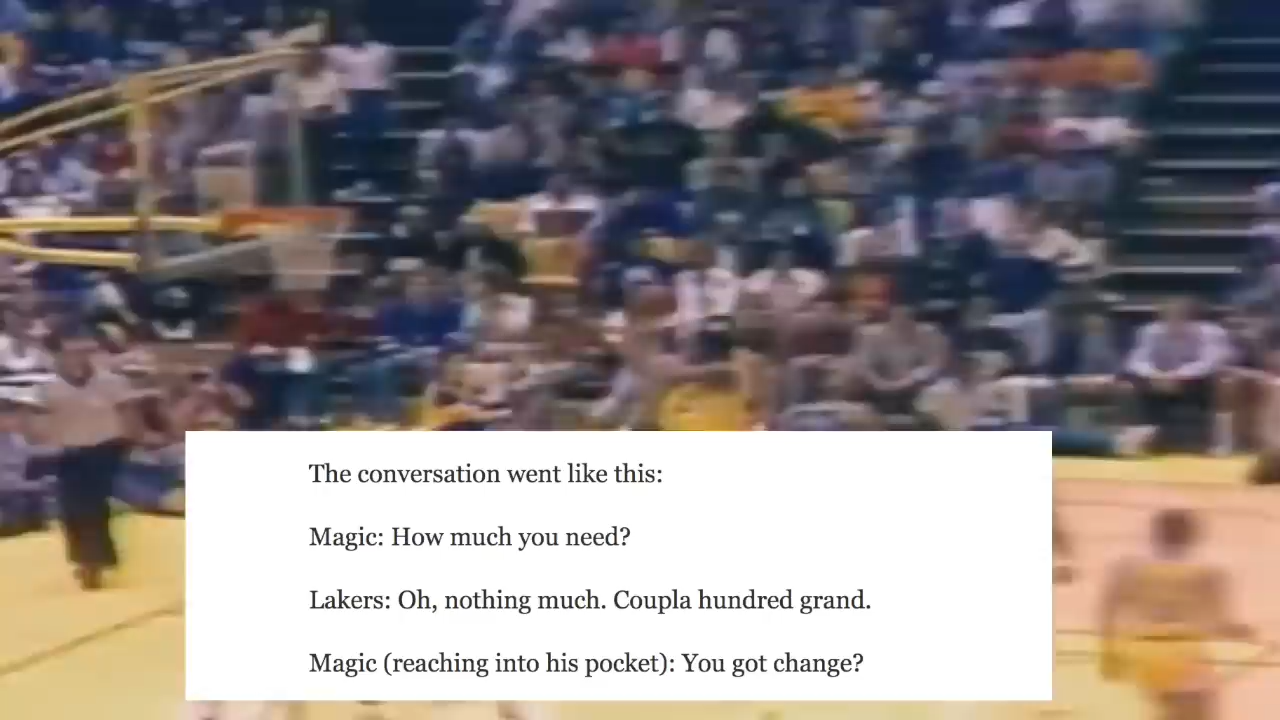 The conversation went like this:
Magic: How much you need?
Lakers: Oh, nothing much. Coupla hundred grand.
Magic (reaching into his pocket): You got change?